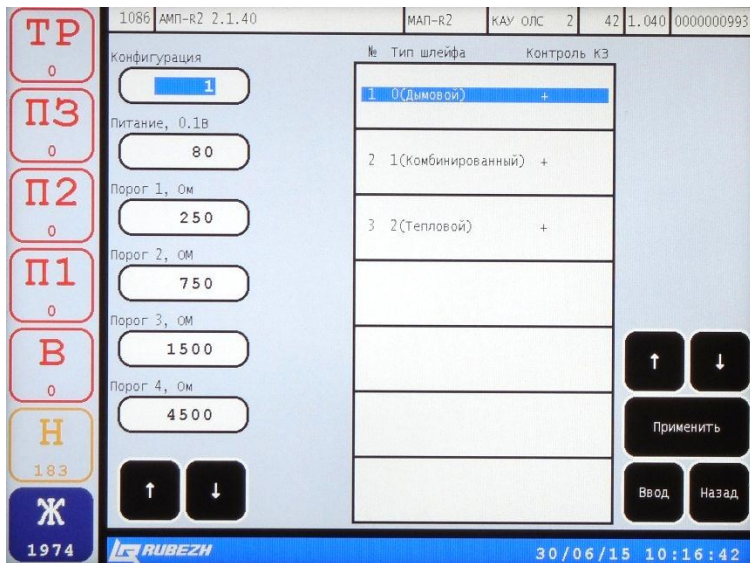 1086 АМП-R2 2.1.40 МАП-R2 КАУ ОЛС 2 42 1.040 0000000993
ТР
0
П3
0
П2
0
П1
0
В
0
Н
183
Ж
1974
Конфигурация
1
Питание, 0.1В
80
Порог 1, Ом
250
Порог 2, ОМ
750
Порог 3, ОМ
1500
Порог 4, Ом
4500
↑ ↓
№ Тип шлейфа Контроль КЗ
1 0(Дымовой) +
2 1(Комбинированный) +
3 2(Тепловой) +
↑ ↓
Применить
Ввод Назад
RUBEZH 30/06/15 10:16:42